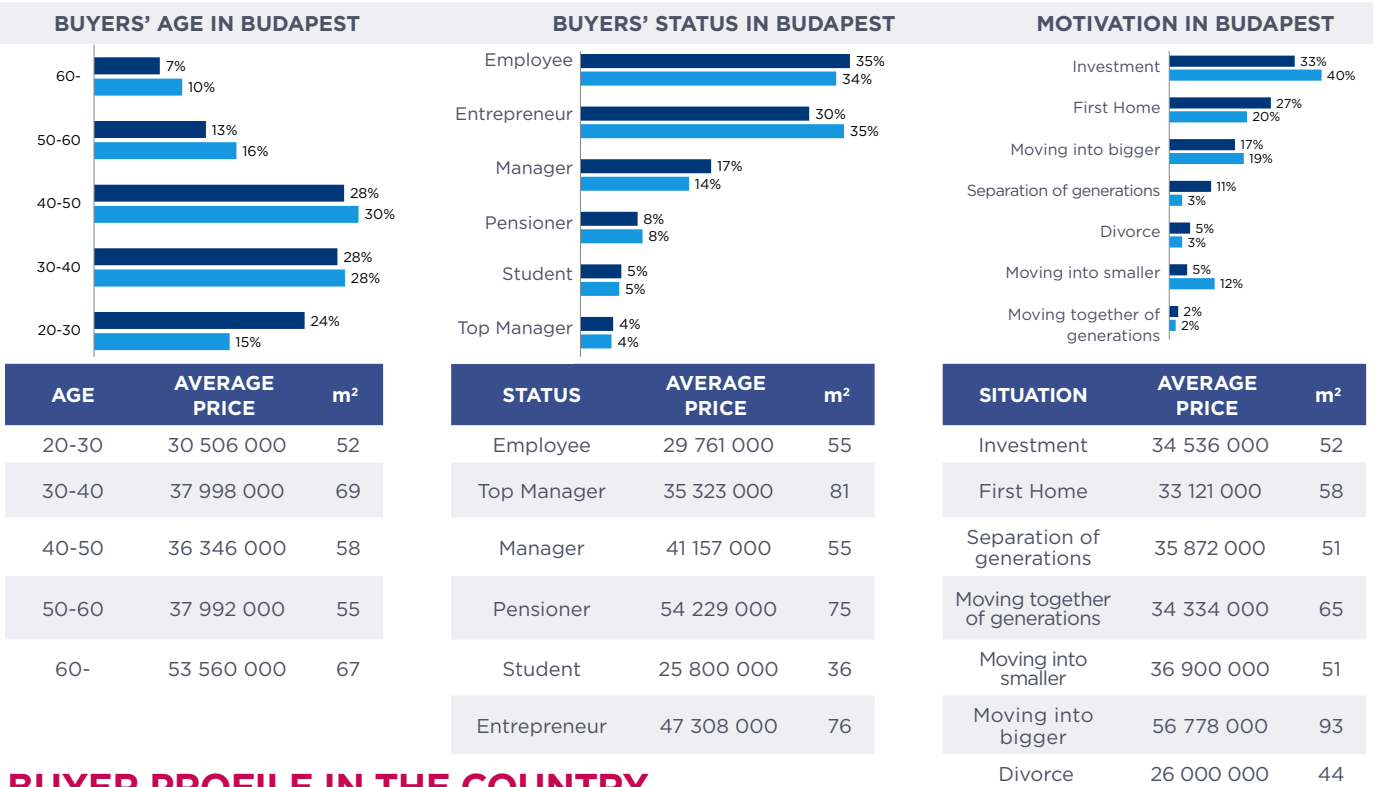 BUYERS’ AGE IN BUDAPEST
60-
7%
10%
50-60
13%
16%
40-50
28%
30%
30-40
28%
28%
20-30
24%
15%
BUYERS’ STATUS IN BUDAPEST
Employee
35%
34%
Entrepreneur
30%
35%
Manager
17%
14%
Pensioner
8%
8%
Student
5%
5%
Top Manager
4%
4%
MOTIVATION IN BUDAPEST
Investment
33%
40%
First Home
27%
20%
Moving into bigger
17%
19%
Separation of generations
11%
3%
Divorce
5%
3%
Moving into smaller
5%
12%
Moving together of
generations
2%
2%
AGE AVERAGE PRICE m²
20-30 30 506 000 52
30-40 37 998 000 69
40-50 36 346 000 58
50-60 37 992 000 55
60- 53 560 000 67
STATUS AVERAGE PRICE m²
Employee 29 761 000 55
Top Manager 35 323 000 81
Manager 41 157 000 55
Pensioner 54 229 000 75
Student 25 800 000 36
Entrepreneur 47 308 000 76
SITUATION AVERAGE PRICE m²
Investment 34 536 000 52
First Home 33 121 000 58
Separation of
generations 35 872 000 51
Moving together
of generations 34 334 000 65
Moving into
smaller 36 900 000 51
Moving into
bigger 56 778 000 93
Divorce 26 000 000 44
BUYER PROFILE IN THE COUNTRY